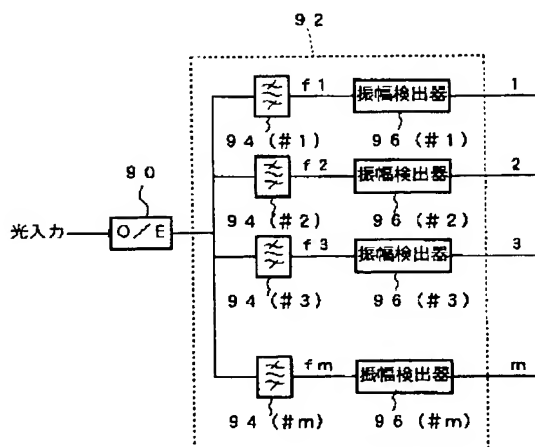 92
f1 振幅検出器 1
94 (#1) 96 (#1)
90
f2 振幅検出器 2
94 (#2) 96 (#2)
光入力 O/E
f3 振幅検出器 3
94 (#3) 96 (#3)
fm 振幅検出器 m
94 (#m) 96 (#m)